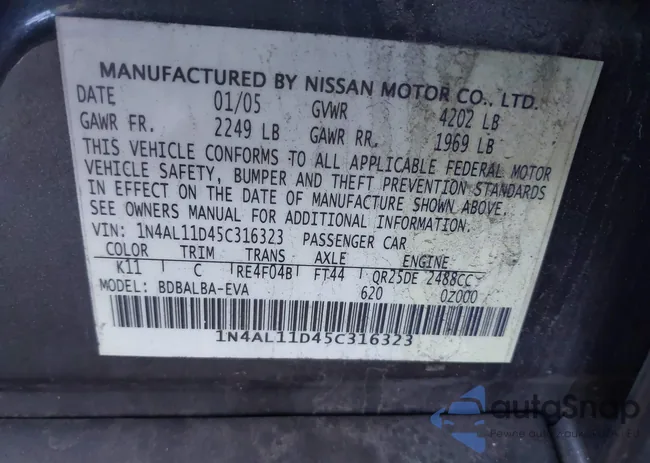 MANUFACTURED BY NISSAN MOTOR CO., LTD.
DATE 01/05 GVWR 4202 LB
GAWR FR. 2249 LB GAWR RR. 1969 LB
THIS VEHICLE CONFORMS TO ALL APPLICABLE FEDERAL MOTOR
VEHICLE SAFETY, BUMPER AND THEFT PREVENTION STANDARDS
IN EFFECT ON THE DATE OF MANUFACTURE SHOWN ABOVE.
SEE OWNERS MANUAL FOR ADDITIONAL INFORMATION.
VIN: 1N4AL11D45C316323 PASSENGER CAR
COLOR TRIM TRANS AXLE ENGINE
K11 C RE4F04B FT44 QR25DE 2488CC
MODEL: BDBALBA-EVA 620 0Z000
1N4AL11D45C316323
autoSnap
Pewne auto